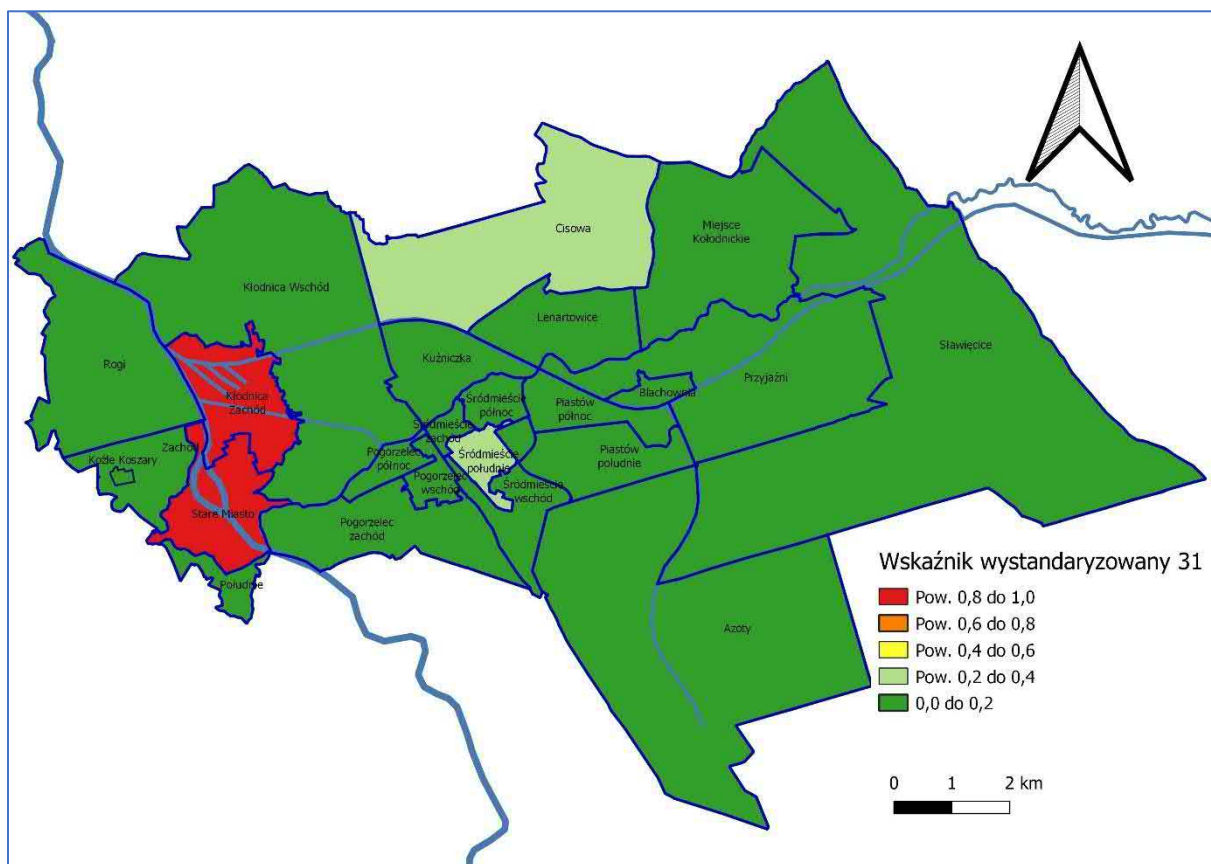 Cisowa
Miejsce
Kołodnickie
Kłodnica Wschód
Lenartowice
Sławięcice
Rogi
Kuźniczka
Przyjaźni
Blachownia
Kłodnica
Zachód
Śródmieście
północ
Piastów
północ
Śródmieście
zachód
Zachód
Koźle Koszary
Pogorzelec
północ
Śródmieście
południe
Piastów
południe
Pogorzelec
wschód
Śródmieście
wschód
Stare Miasto
Pogorzelec
zachód
Południe
Azoty
Wskaźnik wystandaryzowany 31
Pow. 0,8 do 1,0
Pow. 0,6 do 0,8
Pow. 0,4 do 0,6
Pow. 0,2 do 0,4
0,0 do 0,2
0 1 2 km